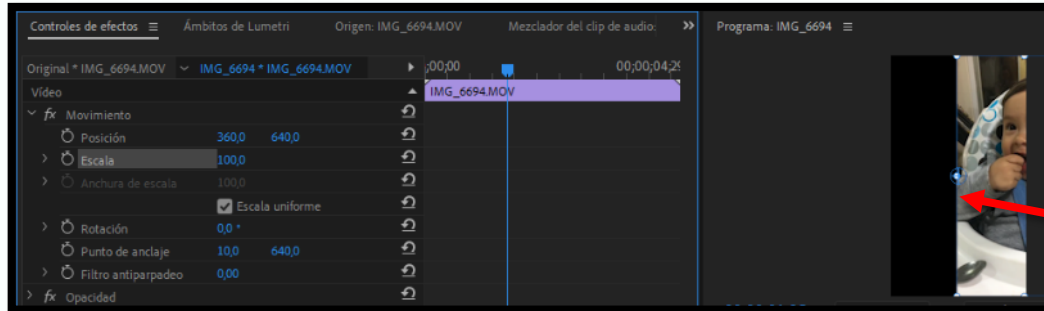 Controles de efectos Ámbitos de Lumetri Origen: IMG_6694.MOV Mezclador del clip de audio: Programa: IMG_6694
Original * IMG_6694.MOV IMG_6694 * IMG_6694.MOV ;00;00 00;00;04;29
Vídeo IMG_6694.MOV
fx Movimiento
Posición 360,0 640,0
Escala 100,0
Anchura de escala 100,0
Escala uniforme
Rotación 0,0 °
Punto de anclaje 10,0 640,0
Filtro antiparpadeo 0,00
fx Opacidad